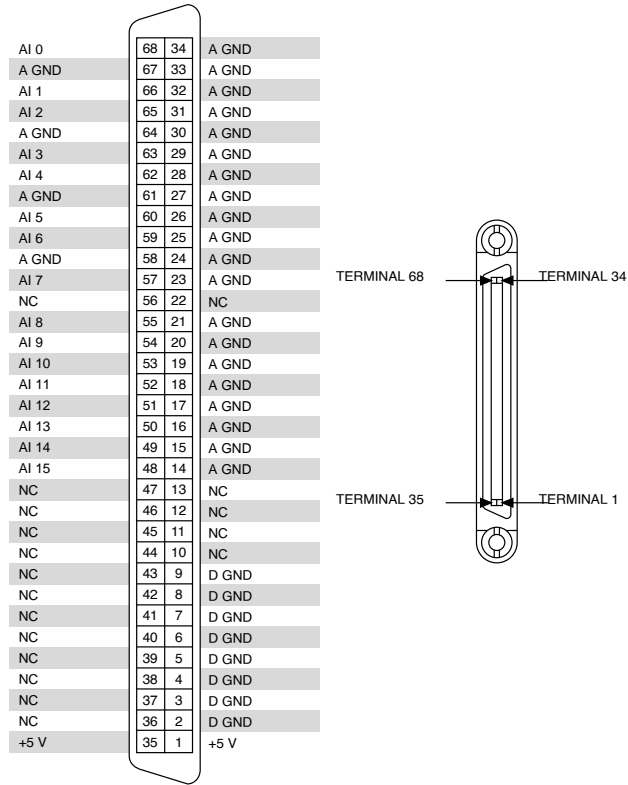 AI 0 68 34 A GND
A GND 67 33 A GND
AI 1 66 32 A GND
AI 2 65 31 A GND
A GND 64 30 A GND
AI 3 63 29 A GND
AI 4 62 28 A GND
A GND 61 27 A GND
AI 5 60 26 A GND
AI 6 59 25 A GND
A GND 58 24 A GND
AI 7 57 23 A GND
NC 56 22 NC
AI 8 55 21 A GND
AI 9 54 20 A GND
AI 10 53 19 A GND
AI 11 52 18 A GND
AI 12 51 17 A GND
AI 13 50 16 A GND
AI 14 49 15 A GND
AI 15 48 14 A GND
NC 47 13 NC
NC 46 12 NC
NC 45 11 NC
NC 44 10 NC
NC 43 9 D GND
NC 42 8 D GND
NC 41 7 D GND
NC 40 6 D GND
NC 39 5 D GND
NC 38 4 D GND
NC 37 3 D GND
NC 36 2 D GND
+5 V 35 1 +5 V
TERMINAL 68 TERMINAL 34
TERMINAL 35 TERMINAL 1